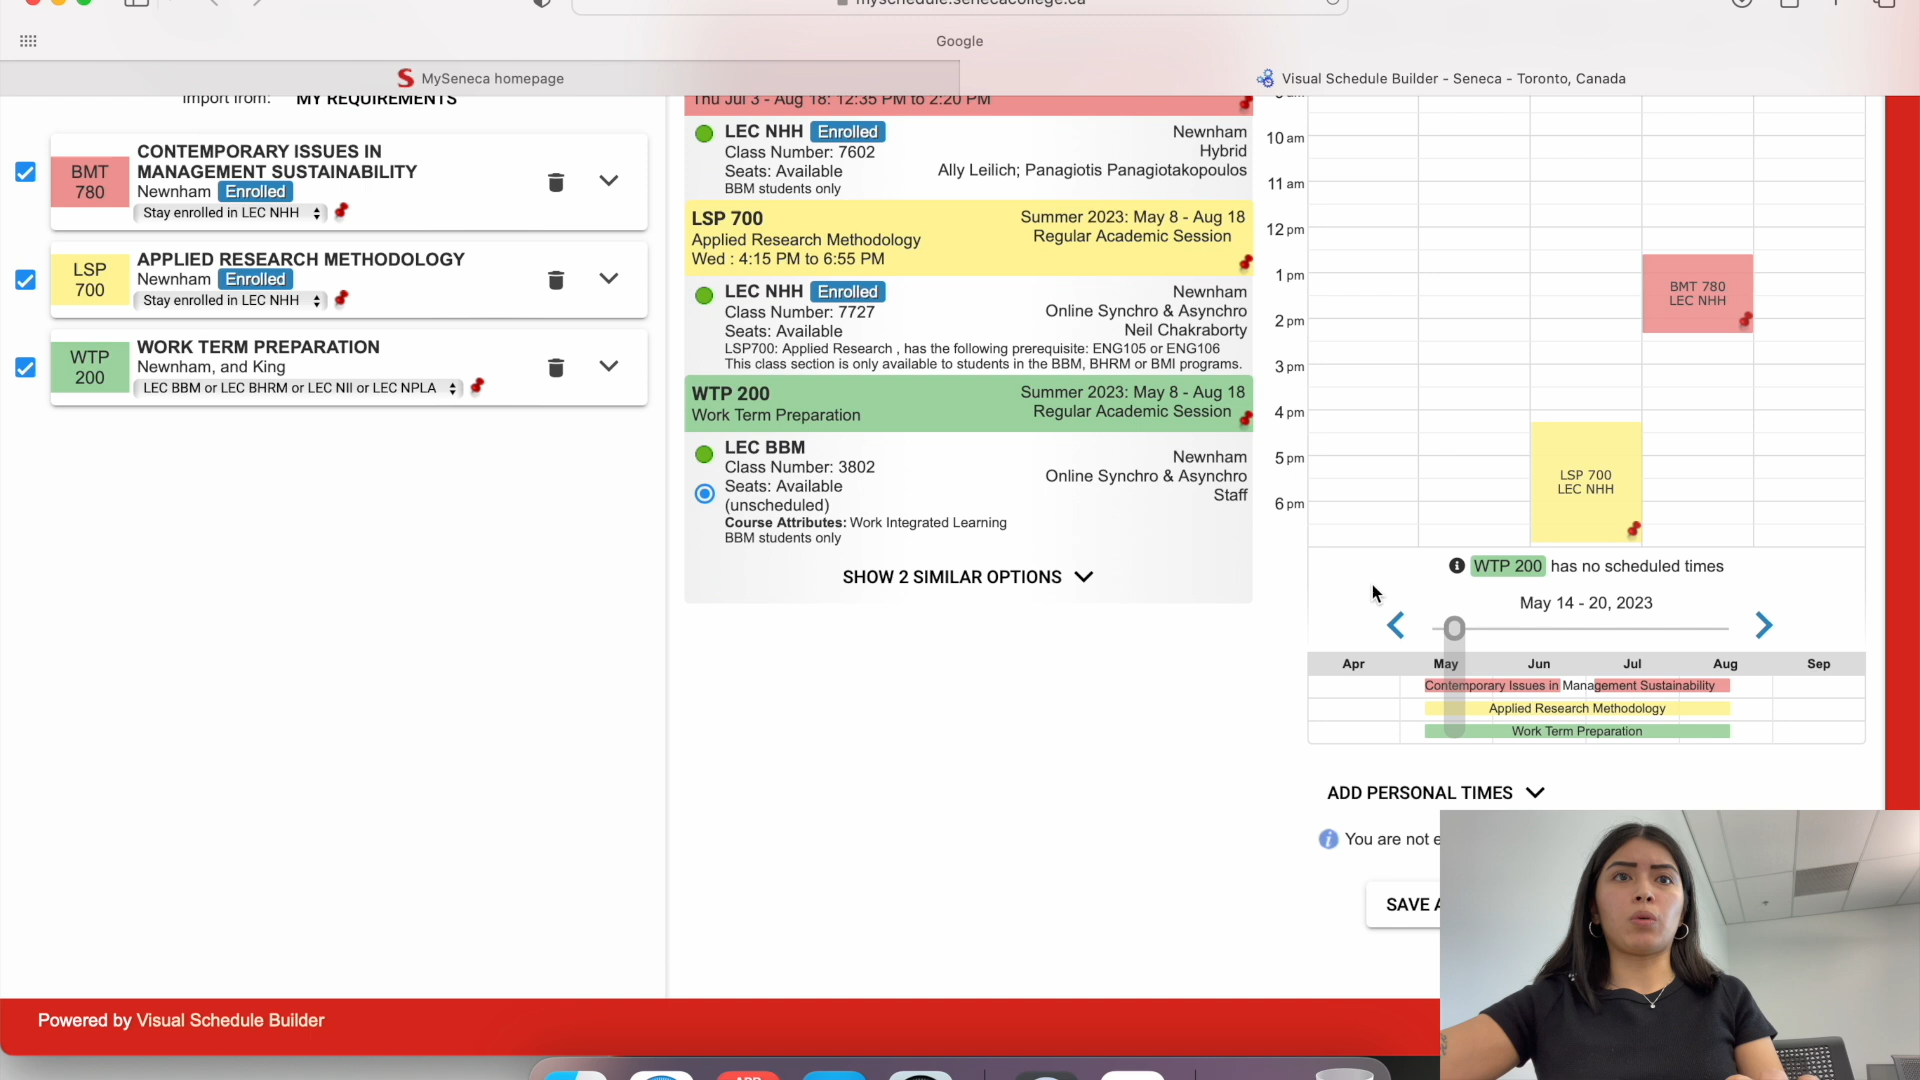 Google
MySeneca homepage
Visual Schedule Builder - Seneca - Toronto, Canada
Import from: MY REQUIREMENTS
BMT 780
CONTEMPORARY ISSUES IN
MANAGEMENT SUSTAINABILITY
Newnham Enrolled
Stay enrolled in LEC NHH
LSP 700
APPLIED RESEARCH METHODOLOGY
Newnham Enrolled
Stay enrolled in LEC NHH
WTP 200
WORK TERM PREPARATION
Newnham, and King
LEC BBM or LEC BHRM or LEC NII or LEC NPLA
Thu Jul 3 - Aug 18: 12:35 PM to 2:20 PM
LEC NHH Enrolled
Class Number: 7602
Seats: Available
BBM students only
Newnham
Hybrid
Ally Leilich; Panagiotis Panagiotakopoulos
LSP 700
Applied Research Methodology
Wed : 4:15 PM to 6:55 PM
Summer 2023: May 8 - Aug 18
Regular Academic Session
LEC NHH Enrolled
Class Number: 7727
Seats: Available
Newnham
Online Synchro & Asynchro
Neil Chakraborty
LSP700: Applied Research , has the following prerequisite: ENG105 or ENG106
This class section is only available to students in the BBM, BHRM or BMI programs.
WTP 200
Work Term Preparation
Summer 2023: May 8 - Aug 18
Regular Academic Session
LEC BBM
Class Number: 3802
Seats: Available
(unscheduled)
Newnham
Online Synchro & Asynchro
Staff
Course Attributes: Work Integrated Learning
BBM students only
SHOW 2 SIMILAR OPTIONS
10 am
11 am
12 pm
1 pm
2 pm
3 pm
4 pm
5 pm
6 pm
BMT 780
LEC NHH
LSP 700
LEC NHH
WTP 200 has no scheduled times
May 14 - 20, 2023
Apr May Jun Jul Aug Sep
Contemporary Issues in Management Sustainability
Applied Research Methodology
Work Term Preparation
ADD PERSONAL TIMES
You are not
SAVE
Powered by Visual Schedule Builder